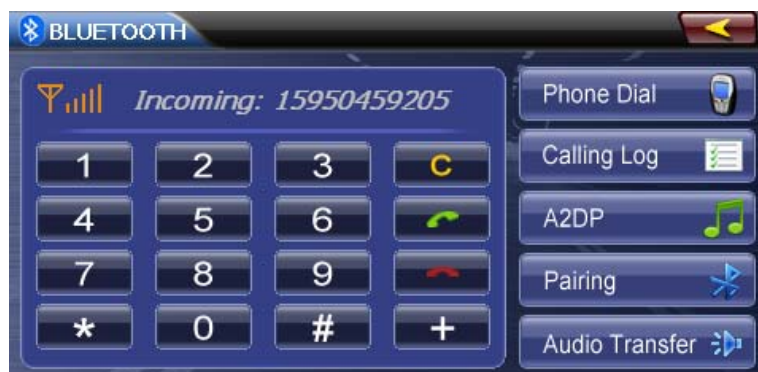 BLUETOOTH
Incoming: 15950459205
1 2 3 C
4 5 6
7 8 9
* 0 # +
Phone Dial
Calling Log
A2DP
Pairing
Audio Transfer